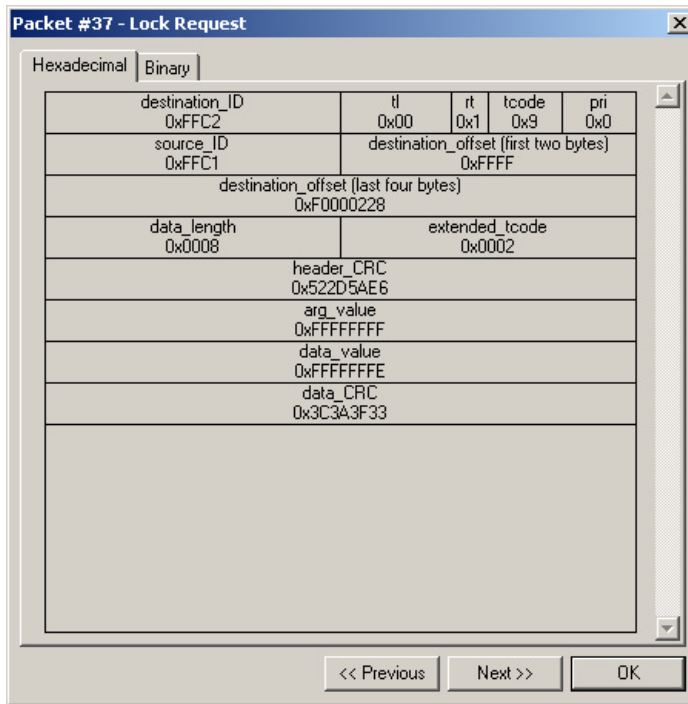 Packet #37 - Lock Request
Hexadecimal
Binary
destination_ID tl rt tcode pri
0xFFC2 0x00 0x1 0x9 0x0
source_ID destination_offset (first two bytes)
0xFFC1 0xFFFF
destination_offset (last four bytes)
0xF0000228
data_length extended_tcode
0x0008 0x0002
header_CRC
0x522D5AE6
arg_value
0xFFFFFFFF
data_value
0xFFFFFFFE
data_CRC
0x3C3A3F33
<< Previous
Next >>
OK